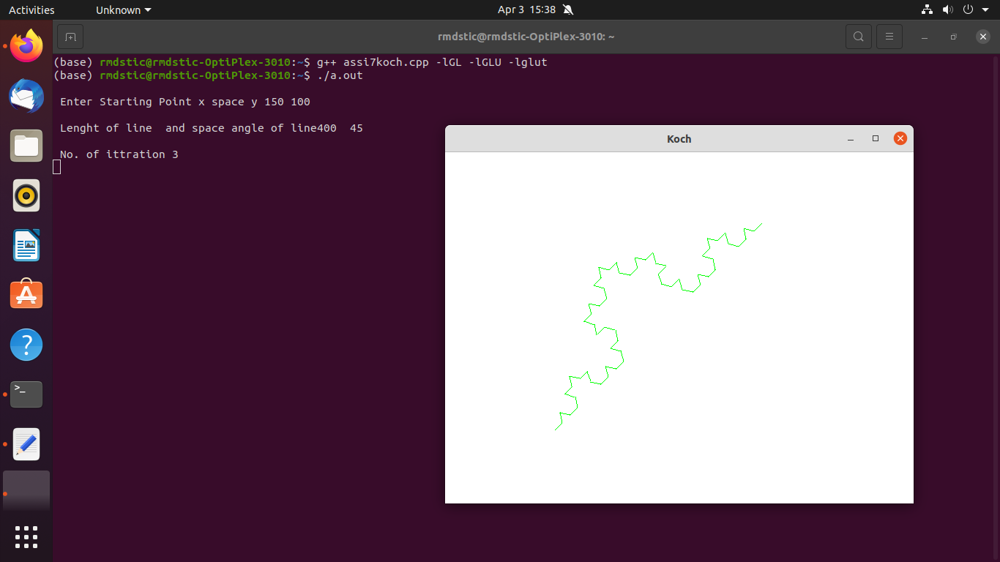 Activities Unknown Apr 3 15:38
rmdstic@rmdstic-OptiPlex-3010: ~
(base) rmdstic@rmdstic-OptiPlex-3010:~$ g++ assi7koch.cpp -lGL -lGLU -lglut
(base) rmdstic@rmdstic-OptiPlex-3010:~$ ./a.out
Enter Starting Point x space y 150 100
Lenght of line  and space angle of line400  45
No. of ittration 3
Koch